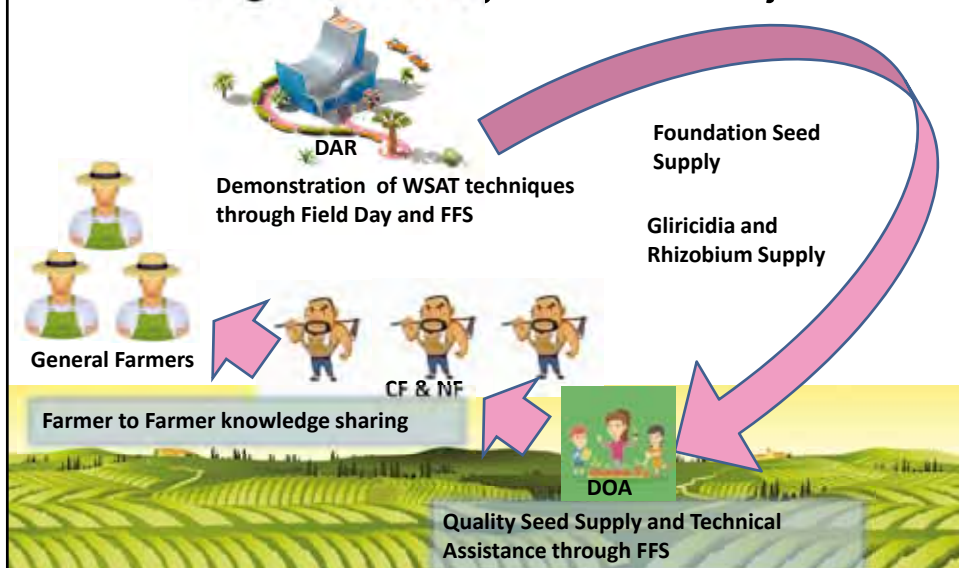 DAR
Demonstration of WSAT techniques
through Field Day and FFS
Foundation Seed
Supply
Gliricidia and
Rhizobium Supply
General Farmers
CF & NF
Farmer to Farmer knowledge sharing
DOA
Quality Seed Supply and Technical
Assistance through FFS